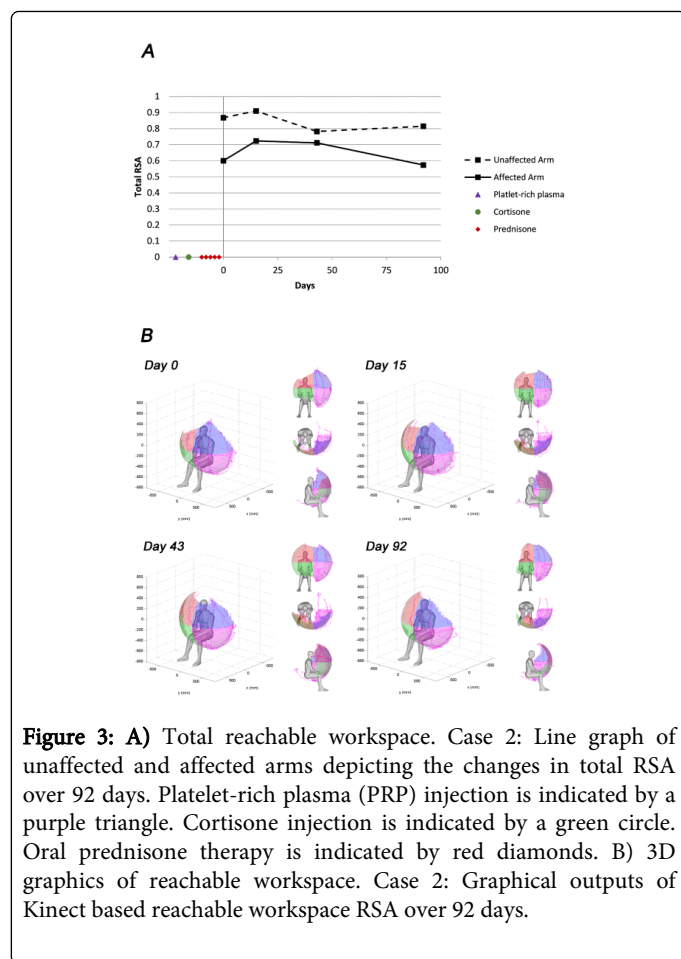 A
1
0.9
0.8
0.7
0.6
0.5
0.4
0.3
0.2
0.1
0
Total RSA
0 25 50 75 100
Days
Unaffected Arm
Affected Arm
Platlet-rich plasma
Cortisone
Prednisone
B
Day 0
Day 15
Day 43
Day 92
Figure 3: A) Total reachable workspace. Case 2: Line graph of
unaffected and affected arms depicting the changes in total RSA
over 92 days. Platelet-rich plasma (PRP) injection is indicated by a
purple triangle. Cortisone injection is indicated by a green circle.
Oral prednisone therapy is indicated by red diamonds. B) 3D
graphics of reachable workspace. Case 2: Graphical outputs of
Kinect based reachable workspace RSA over 92 days.